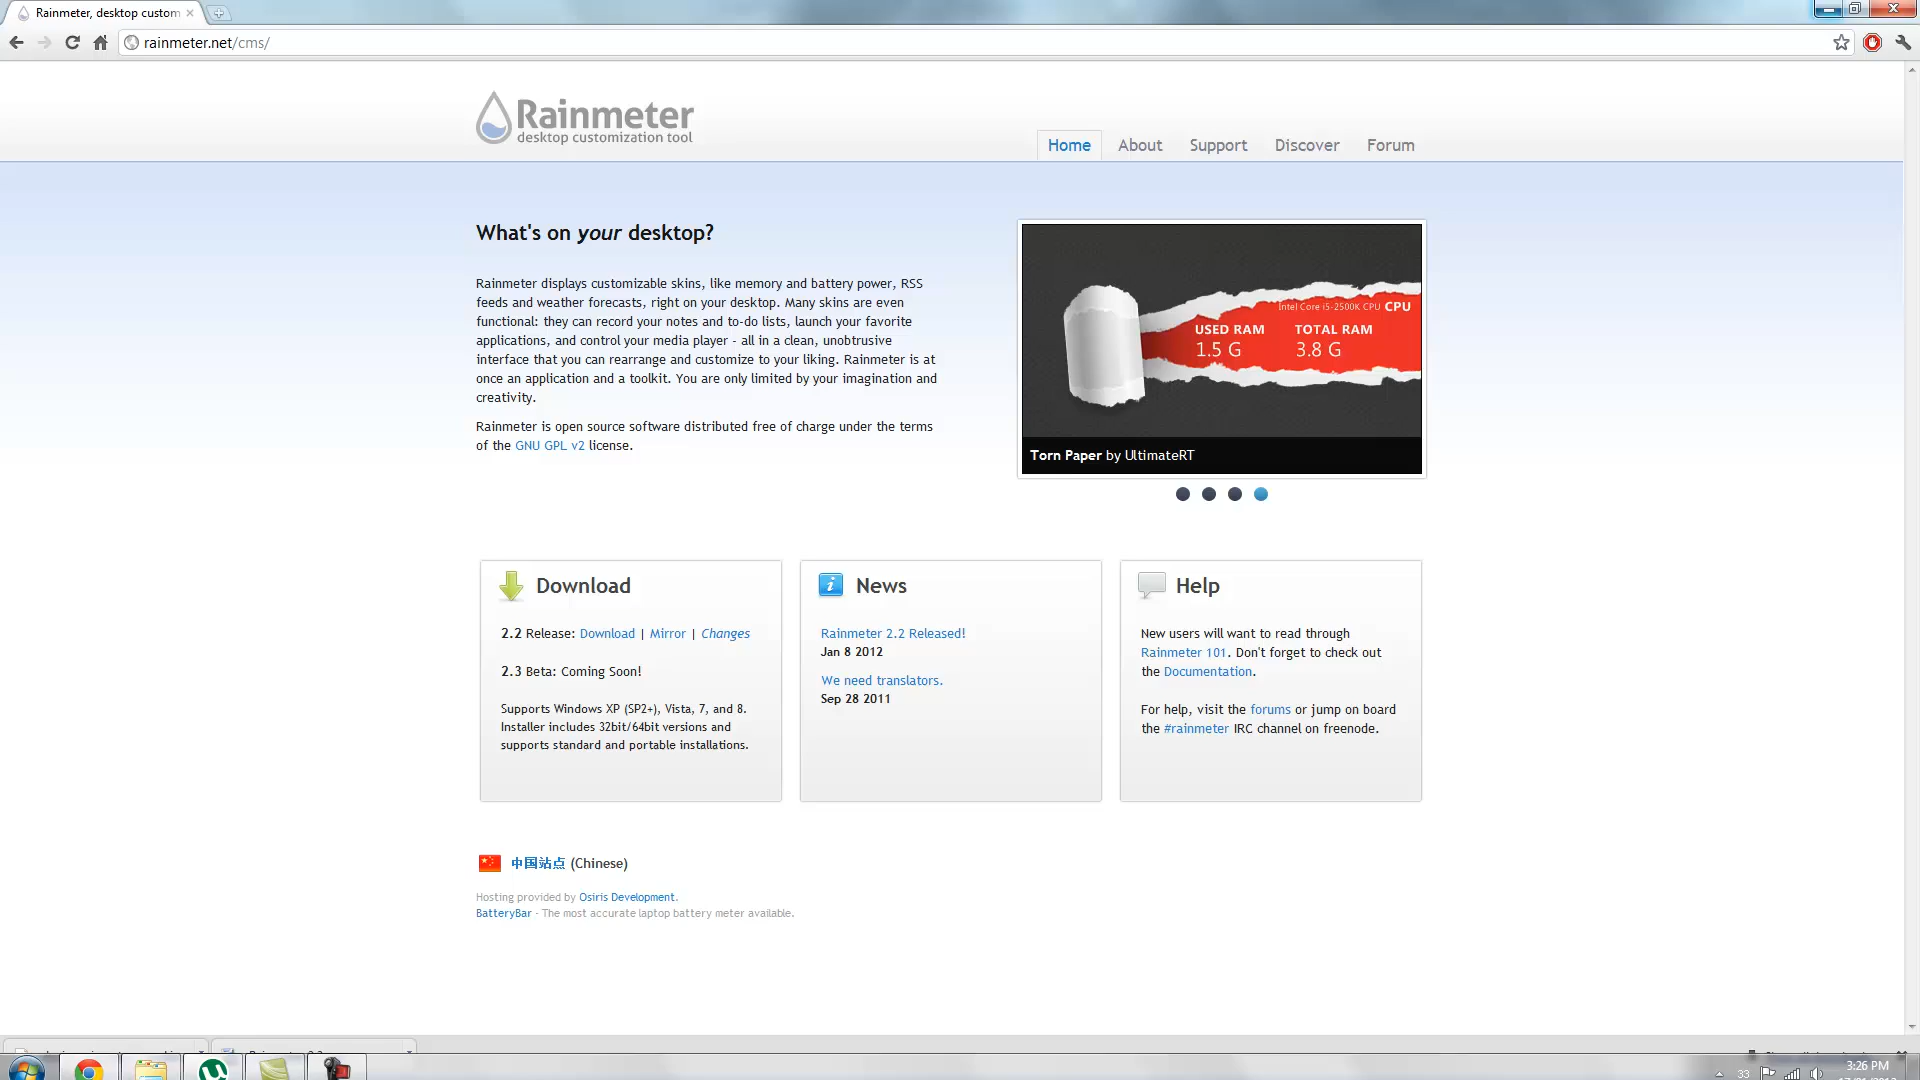 Rainmeter, desktop custom
rainmeter.net/cms/
Rainmeter
desktop customization tool
Home
About
Support
Discover
Forum
What's on your desktop?
Rainmeter displays customizable skins, like memory and battery power, RSS
feeds and weather forecasts, right on your desktop. Many skins are even
functional: they can record your notes and to-do lists, launch your favorite
applications, and control your media player - all in a clean, unobtrusive
interface that you can rearrange and customize to your liking. Rainmeter is at
once an application and a toolkit. You are only limited by your imagination and
creativity.
Rainmeter is open source software distributed free of charge under the terms
of the GNU GPL v2 license.
Intel Core i5-2500K CPU CPU
USED RAM TOTAL RAM
1.5 G 3.8 G
Torn Paper by UltimateRT
Download
2.2 Release: Download | Mirror | Changes
2.3 Beta: Coming Soon!
Supports Windows XP (SP2+), Vista, 7, and 8.
Installer includes 32bit/64bit versions and
supports standard and portable installations.
News
Rainmeter 2.2 Released!
Jan 8 2012
We need translators.
Sep 28 2011
Help
New users will want to read through
Rainmeter 101. Don't forget to check out
the Documentation.
For help, visit the forums or jump on board
the #rainmeter IRC channel on freenode.
中国站点 (Chinese)
Hosting provided by Osiris Development.
BatteryBar - The most accurate laptop battery meter available.
33
3:26 PM